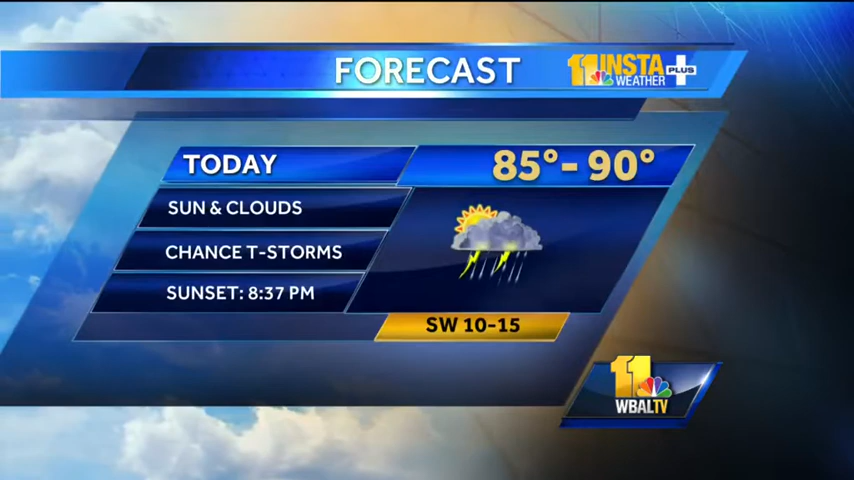 FORECAST
11 INSTA
WEATHER PLUS
TODAY
85°- 90°
SUN & CLOUDS
CHANCE T-STORMS
SUNSET: 8:37 PM
SW 10-15
11
WBALTV